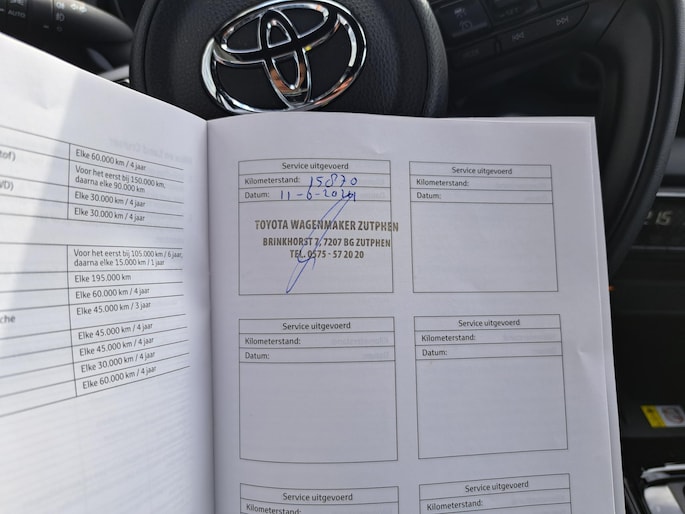 Elke 60.000 km / 4 jaar
Voor het eerst bij 150.000 km,
daarna elke 90.000 km
Elke 30.000 km / 4 jaar
Elke 30.000 km / 4 jaar
Voor het eerst bij 105.000 km / 6 jaar,
daarna elke 15.000 km / 1 jaar
Elke 195.000 km
Elke 60.000 km / 4 jaar
Elke 45.000 km / 3 jaar
Elke 45.000 km / 4 jaar
Elke 45.000 km / 4 jaar
Elke 30.000 km / 4 jaar
Elke 60.000 km / 4 jaar
Service uitgevoerd
Kilometerstand: 15870
Datum: 11-6-2024
TOYOTA WAGENMAKER ZUTPHEN
BRINKHORST 7, 7207 BG ZUTPHEN
TEL. 0575 - 57 20 20
Service uitgevoerd
Kilometerstand:
Datum:
Service uitgevoerd
Kilometerstand:
Datum:
Service uitgevoerd
Kilometerstand:
Datum:
Service uitgevoerd
Kilometerstand:
Service uitgevoerd
Kilometerstand: